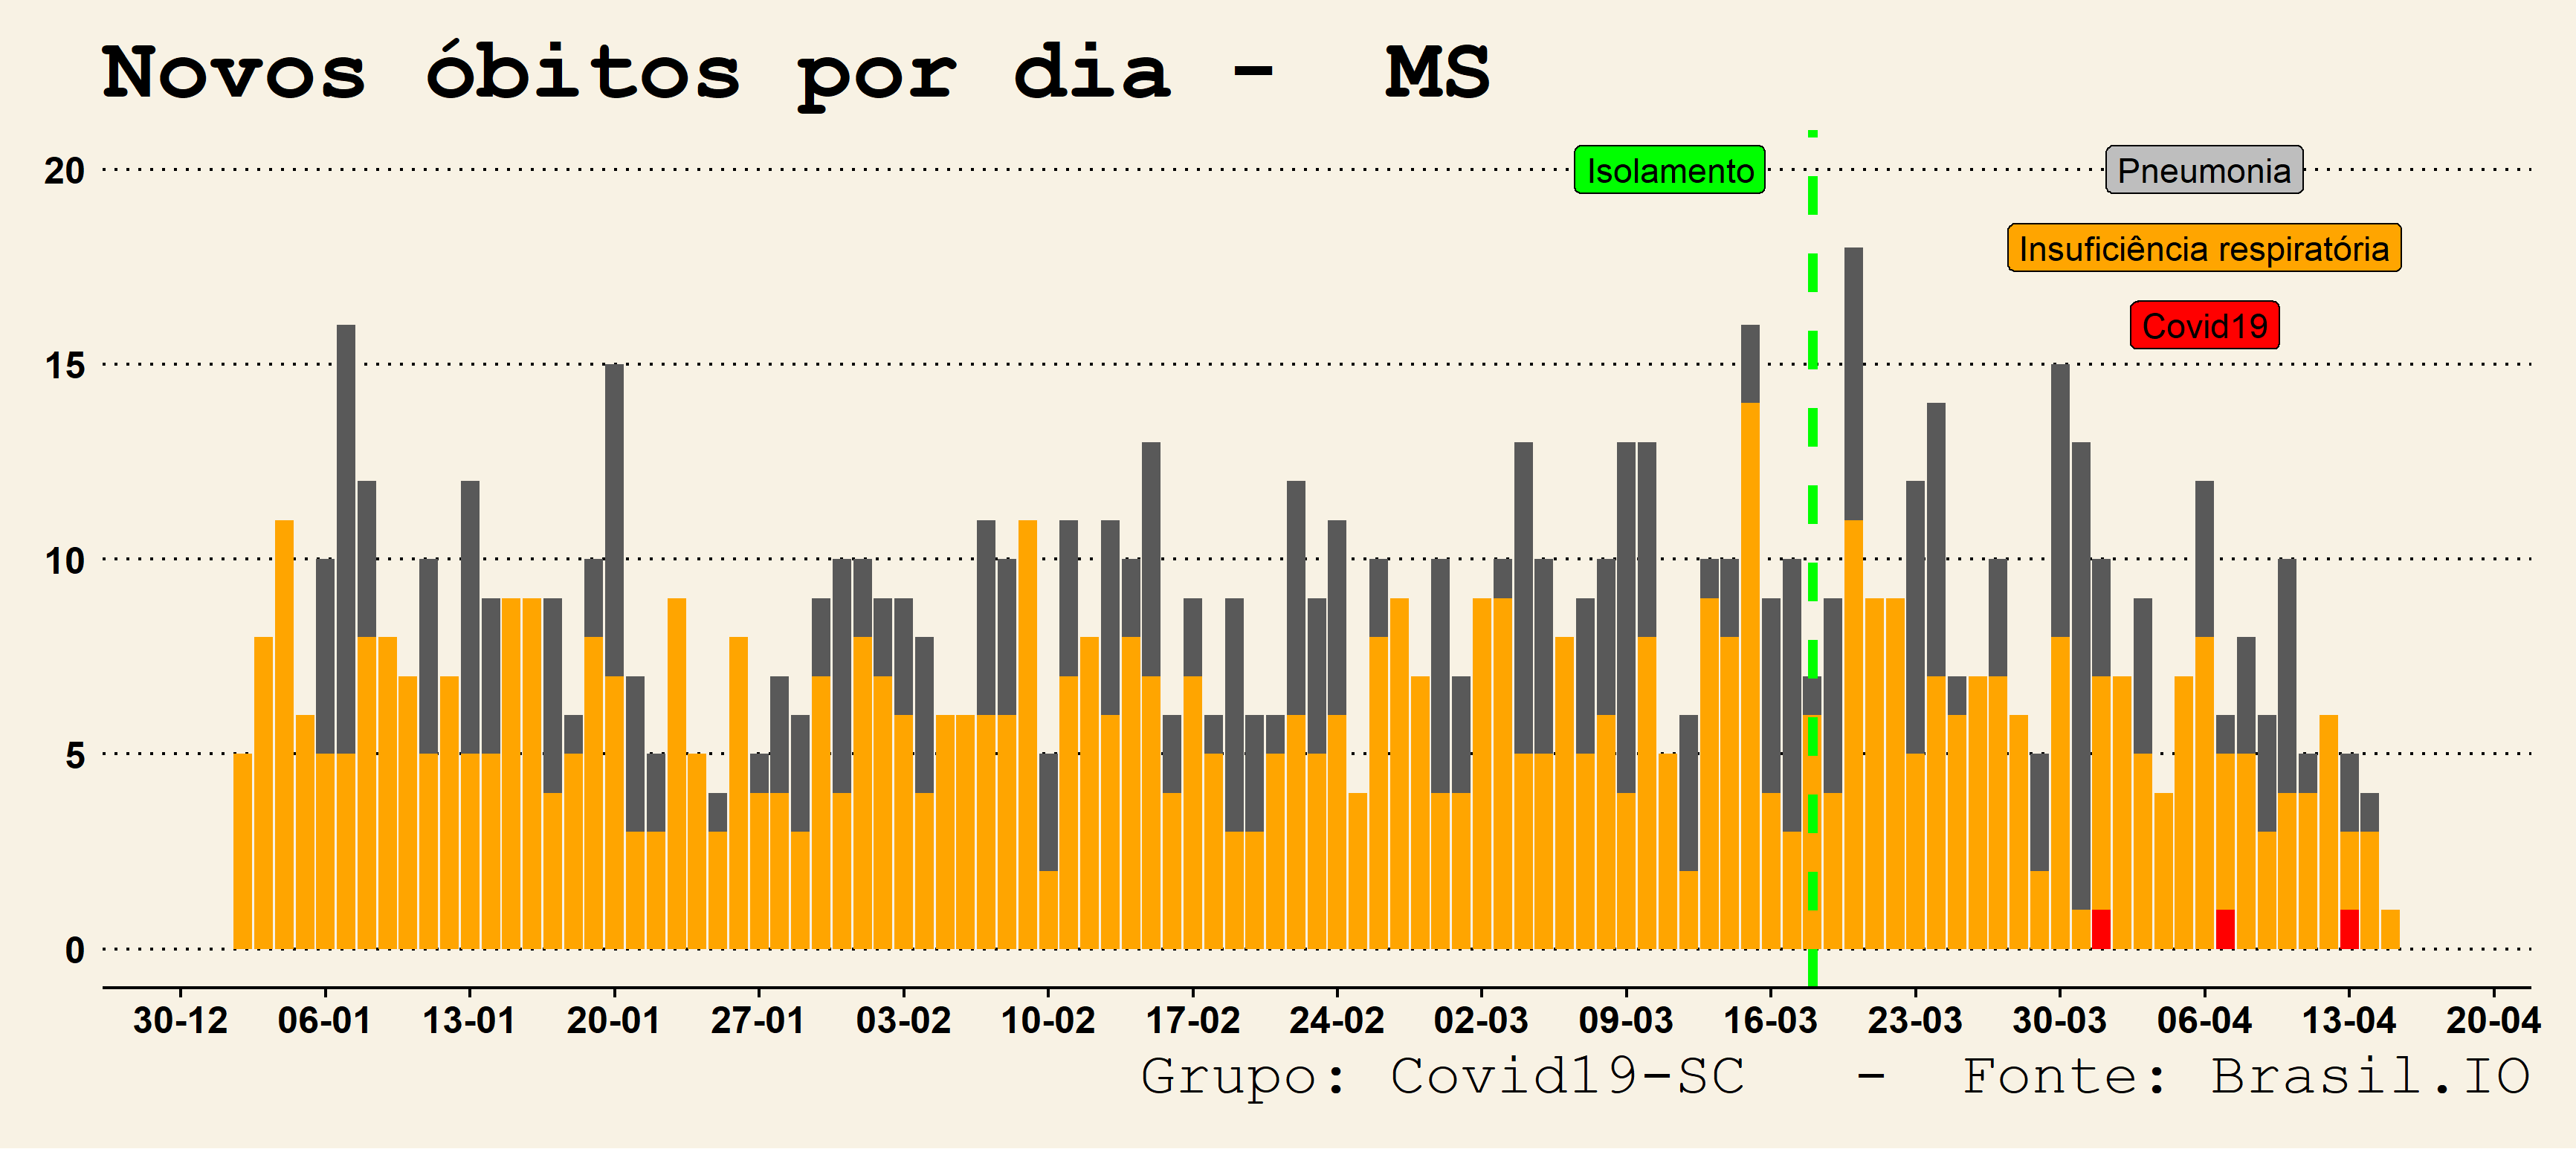 Novos óbitos por dia -  MS
20
Isolamento
Pneumonia
Insuficiência respiratória
Covid19
15
10
5
0
30-12 06-01 13-01 20-01 27-01 03-02 10-02 17-02 24-02 02-03 09-03 16-03 23-03 30-03 06-04 13-04 20-04
Grupo: Covid19-SC   -  Fonte: Brasil.IO